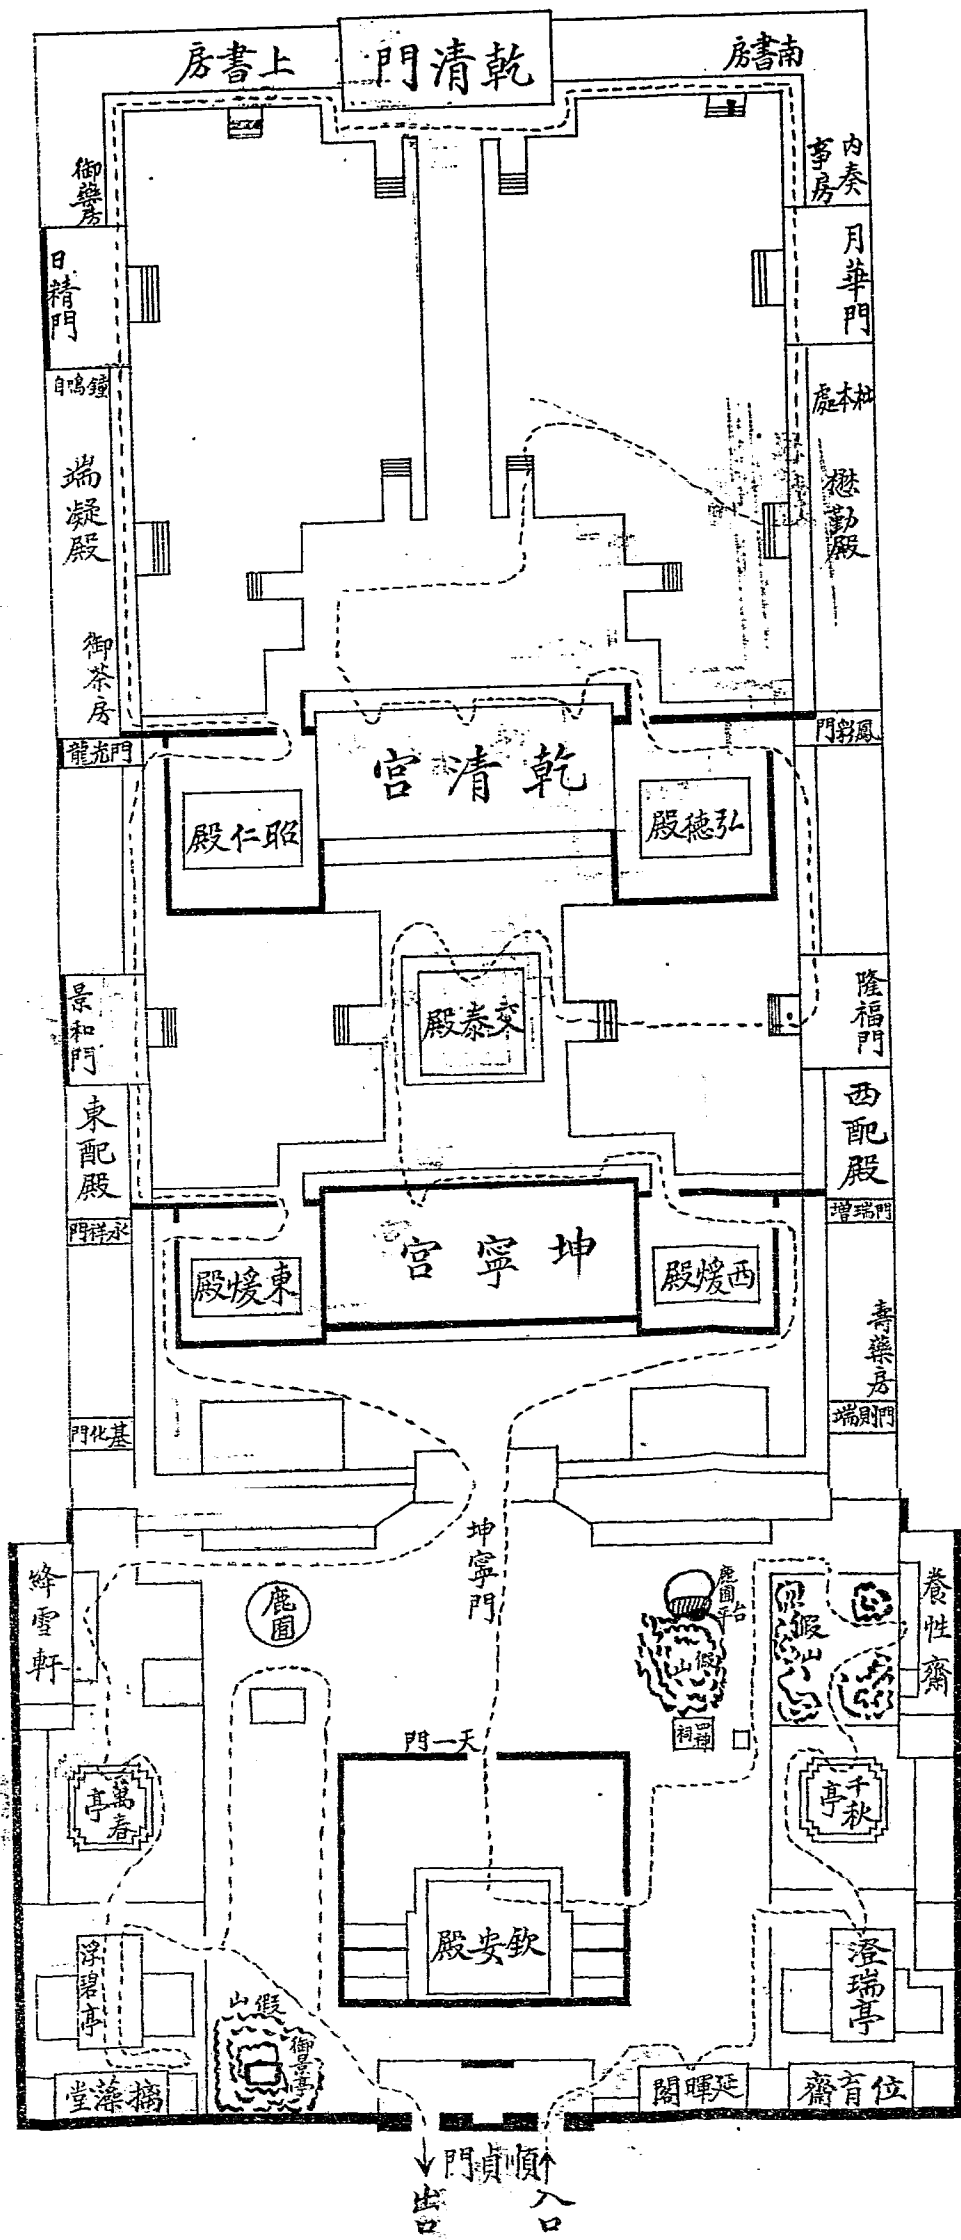 乾清門
上書房
南書房
御藥房
內奏
事房
日精門
月華門
自鳴鐘
批本處
端凝殿
懋勤殿
御茶房
龍光門
鳳彩門
乾清宮
昭仁殿
弘德殿
景和門
交泰殿
隆福門
東配殿
西配殿
永祥門
增瑞門
坤寧宮
東煖殿
西煖殿
壽藥房
基化門
端則門
坤寧門
絳雪軒
鹿囿
鹿囿平台
假山
假山
養性齋
四神祠
天一門
萬春亭
千秋亭
欽安殿
浮碧亭
澄瑞亭
假山
御景亭
摛藻堂
延暉閣
位育齋
順貞門
出口
入口